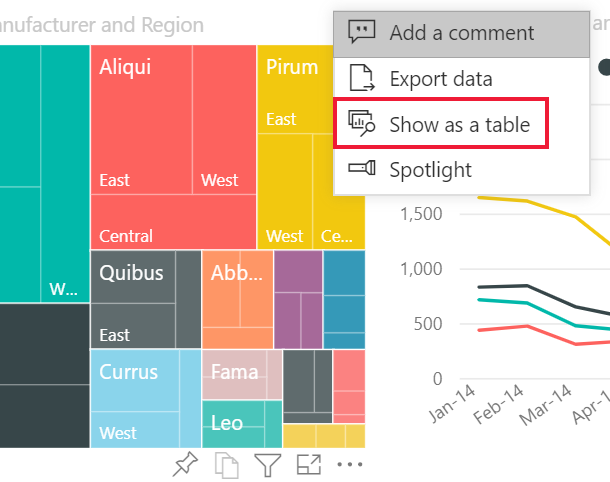 anufacturer and Region
Add a comment
ar
Export data
Show as a table
Spotlight
Aliqui
Pirum
East
East
West
Central
West
Ce...
W...
Quibus
Abb...
East
Currus
Fama
Leo
West
1,500
1,000
500
0
Jan-14
Feb-14
Mar-14
Apr-1